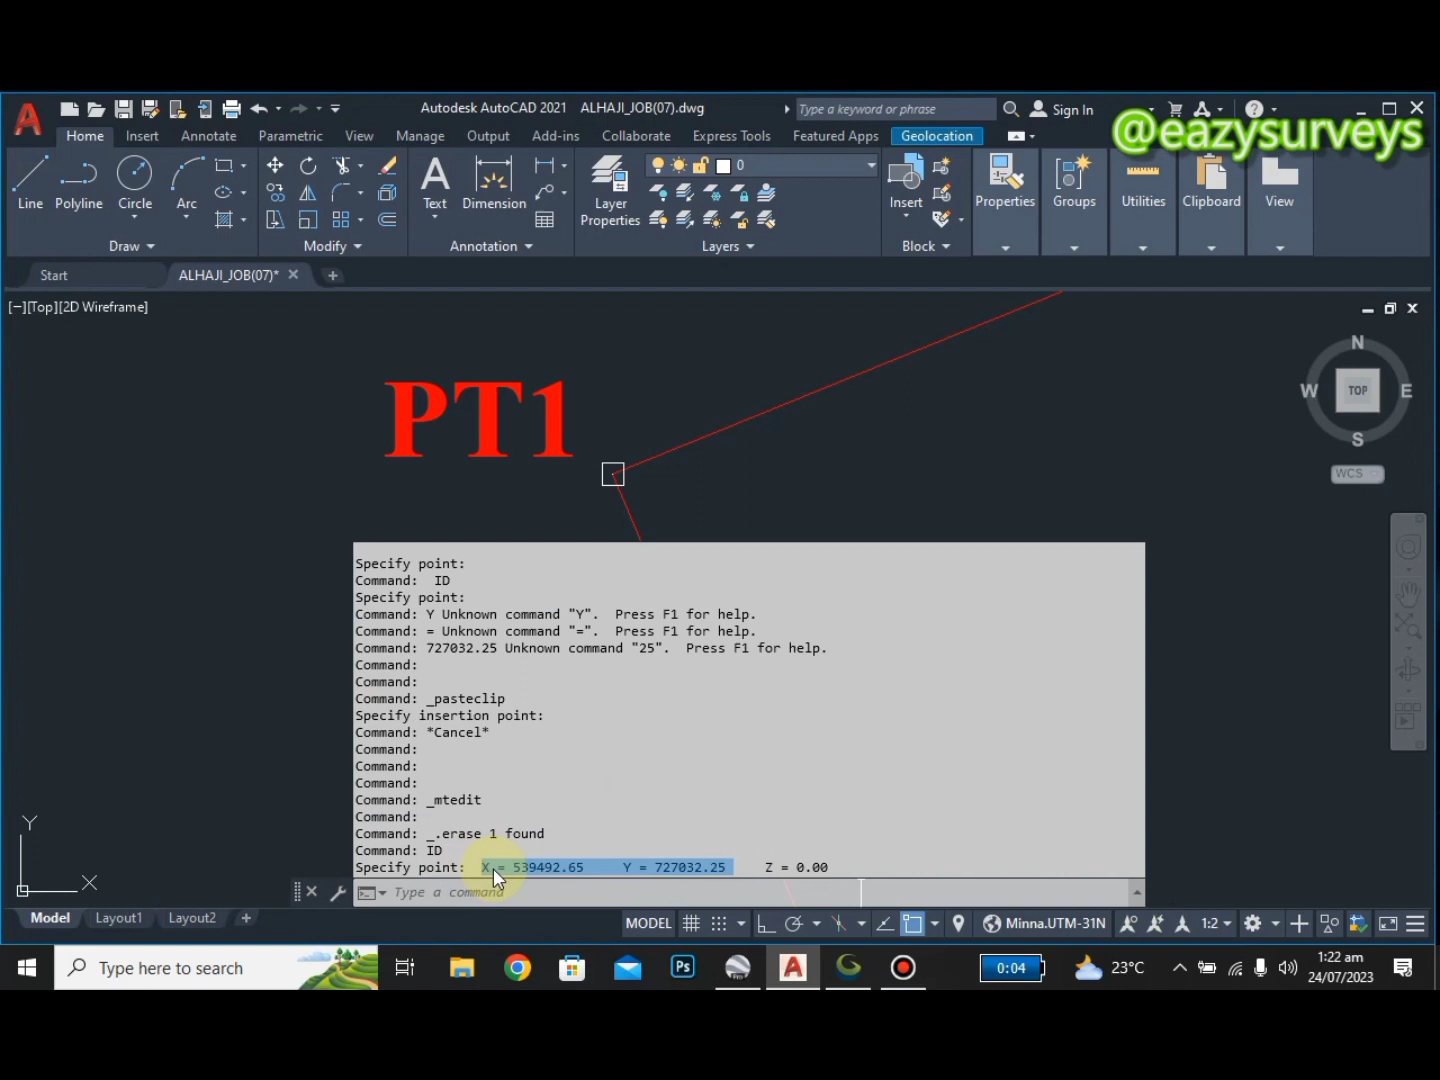 Autodesk AutoCAD 2021 ALHAJI_JOB(07).dwg
Type a keyword or phrase
Sign In
@eazysurveys
Home Insert Annotate Parametric View Manage Output Add-ins Collaborate Express Tools Featured Apps Geolocation
Line Polyline Circle Arc
Text Dimension
Layer Properties
0
Insert Properties Groups Utilities Clipboard View
Draw Modify Annotation Layers Block
Start ALHAJI_JOB(07)*
[−][Top][2D Wireframe]
N
W TOP E
S
WCS
PT1
Specify point:
Command: ID
Specify point:
Command: Y Unknown command "Y". Press F1 for help.
Command: = Unknown command "=". Press F1 for help.
Command: 727032.25 Unknown command "25". Press F1 for help.
Command:
Command:
Command: _pasteclip
Specify insertion point:
Command: *Cancel*
Command:
Command:
Command:
Command: _mtedit
Command:
Command: _.erase 1 found
Command: ID
Specify point: X = 539492.65 Y = 727032.25 Z = 0.00
Type a command
Y
X
Model Layout1 Layout2
MODEL Minna.UTM-31N 1:2
Type here to search
Ps
0:04
23°C
1:22 am
24/07/2023